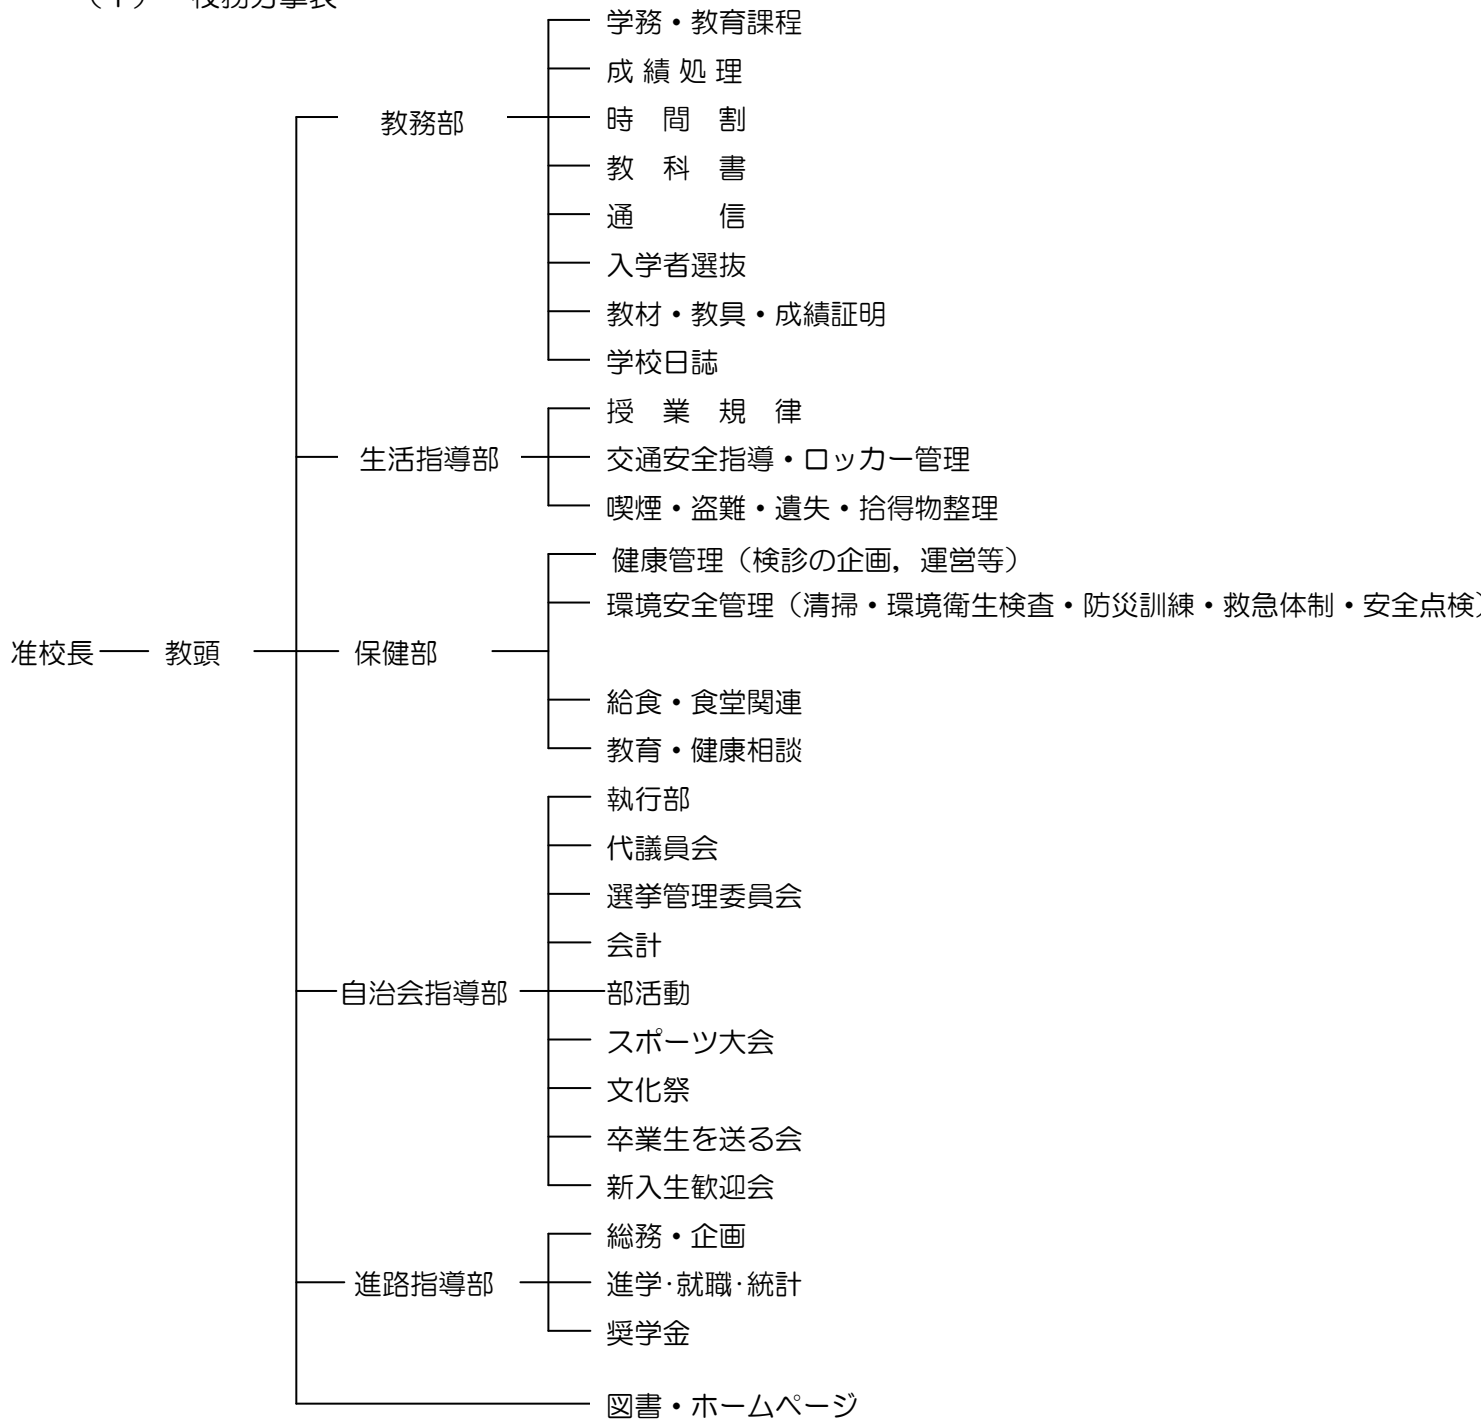 校務分掌表
学務・教育課程
成績処理
教務部
時間割
教科書
通信
入学者選抜
教材・教具・成績証明
学校日誌
授業規律
生活指導部
交通安全指導・ロッカー管理
喫煙・盗難・遺失・拾得物整理
健康管理（検診の企画，運営等）
環境安全管理（清掃・環境衛生検査・防災訓練・救急体制・安全点検）
准校長
教頭
保健部
給食・食堂関連
教育・健康相談
執行部
代議員会
選挙管理委員会
会計
自治会指導部
部活動
スポーツ大会
文化祭
卒業生を送る会
新入生歓迎会
総務・企画
進路指導部
進学･就職･統計
奨学金
図書・ホームページ